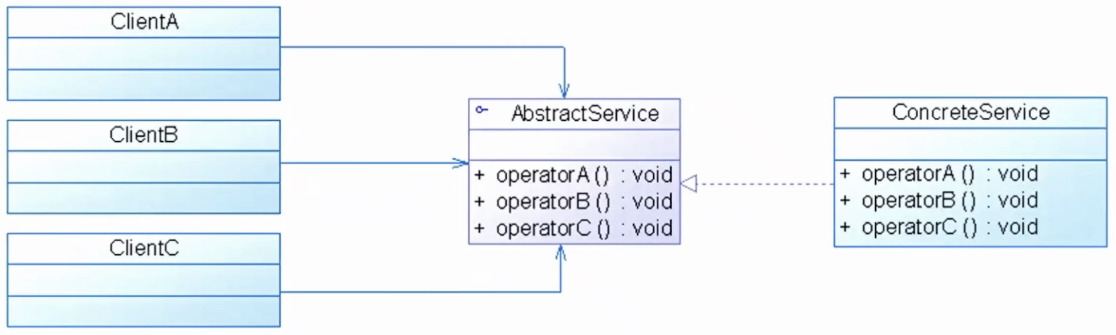 ClientA
ClientB
ClientC
AbstractService
+ operatorA () : void
+ operatorB () : void
+ operatorC () : void
ConcreteService
+ operatorA () : void
+ operatorB () : void
+ operatorC () : void